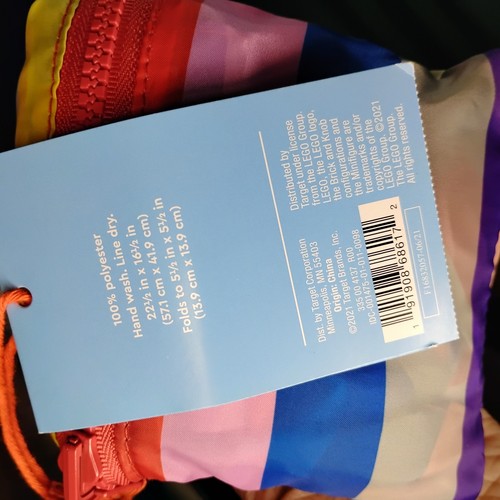 100% polyester
Hand wash. Line dry.
22½ in x 16½ in
(57.1 cm x 41.9 cm)
Folds to 5½ in x 5½ in
(13.9 cm x 13.9 cm)
Distributed by
Target under license
from the LEGO Group.
LEGO, the LEGO logo,
the Brick and Knob
configurations and
the Minifigure are
trademarks and/or
copyrights of the
LEGO Group. ©2021
The LEGO Group.
All rights reserved.
Dist. by Target Corporation
Minneapolis, MN 55403
Origin: China
©2021 Target Brands, Inc.
335 00 4137 R00
1 91908 68617 2